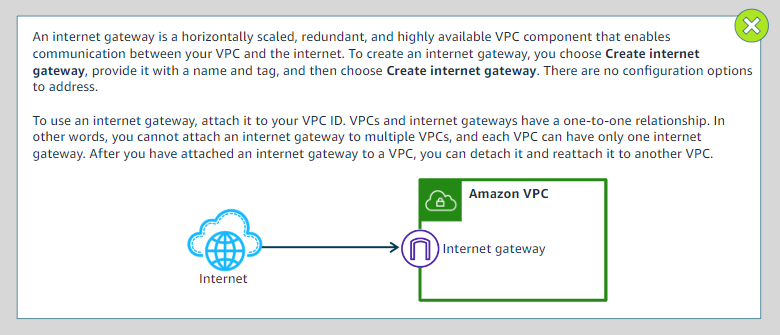 An internet gateway is a horizontally scaled, redundant, and highly available VPC component that enables
communication between your VPC and the internet. To create an internet gateway, you choose Create internet
gateway, provide it with a name and tag, and then choose Create internet gateway. There are no configuration options
to address.
To use an internet gateway, attach it to your VPC ID. VPCs and internet gateways have a one-to-one relationship. In
other words, you cannot attach an internet gateway to multiple VPCs, and each VPC can have only one internet
gateway. After you have attached an internet gateway to a VPC, you can detach it and reattach it to another VPC.
Amazon VPC
Internet gateway
Internet